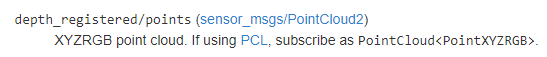 depth_registered/points (sensor_msgs/PointCloud2)
XYZRGB point cloud. If using PCL, subscribe as PointCloud<PointXYZRGB>.